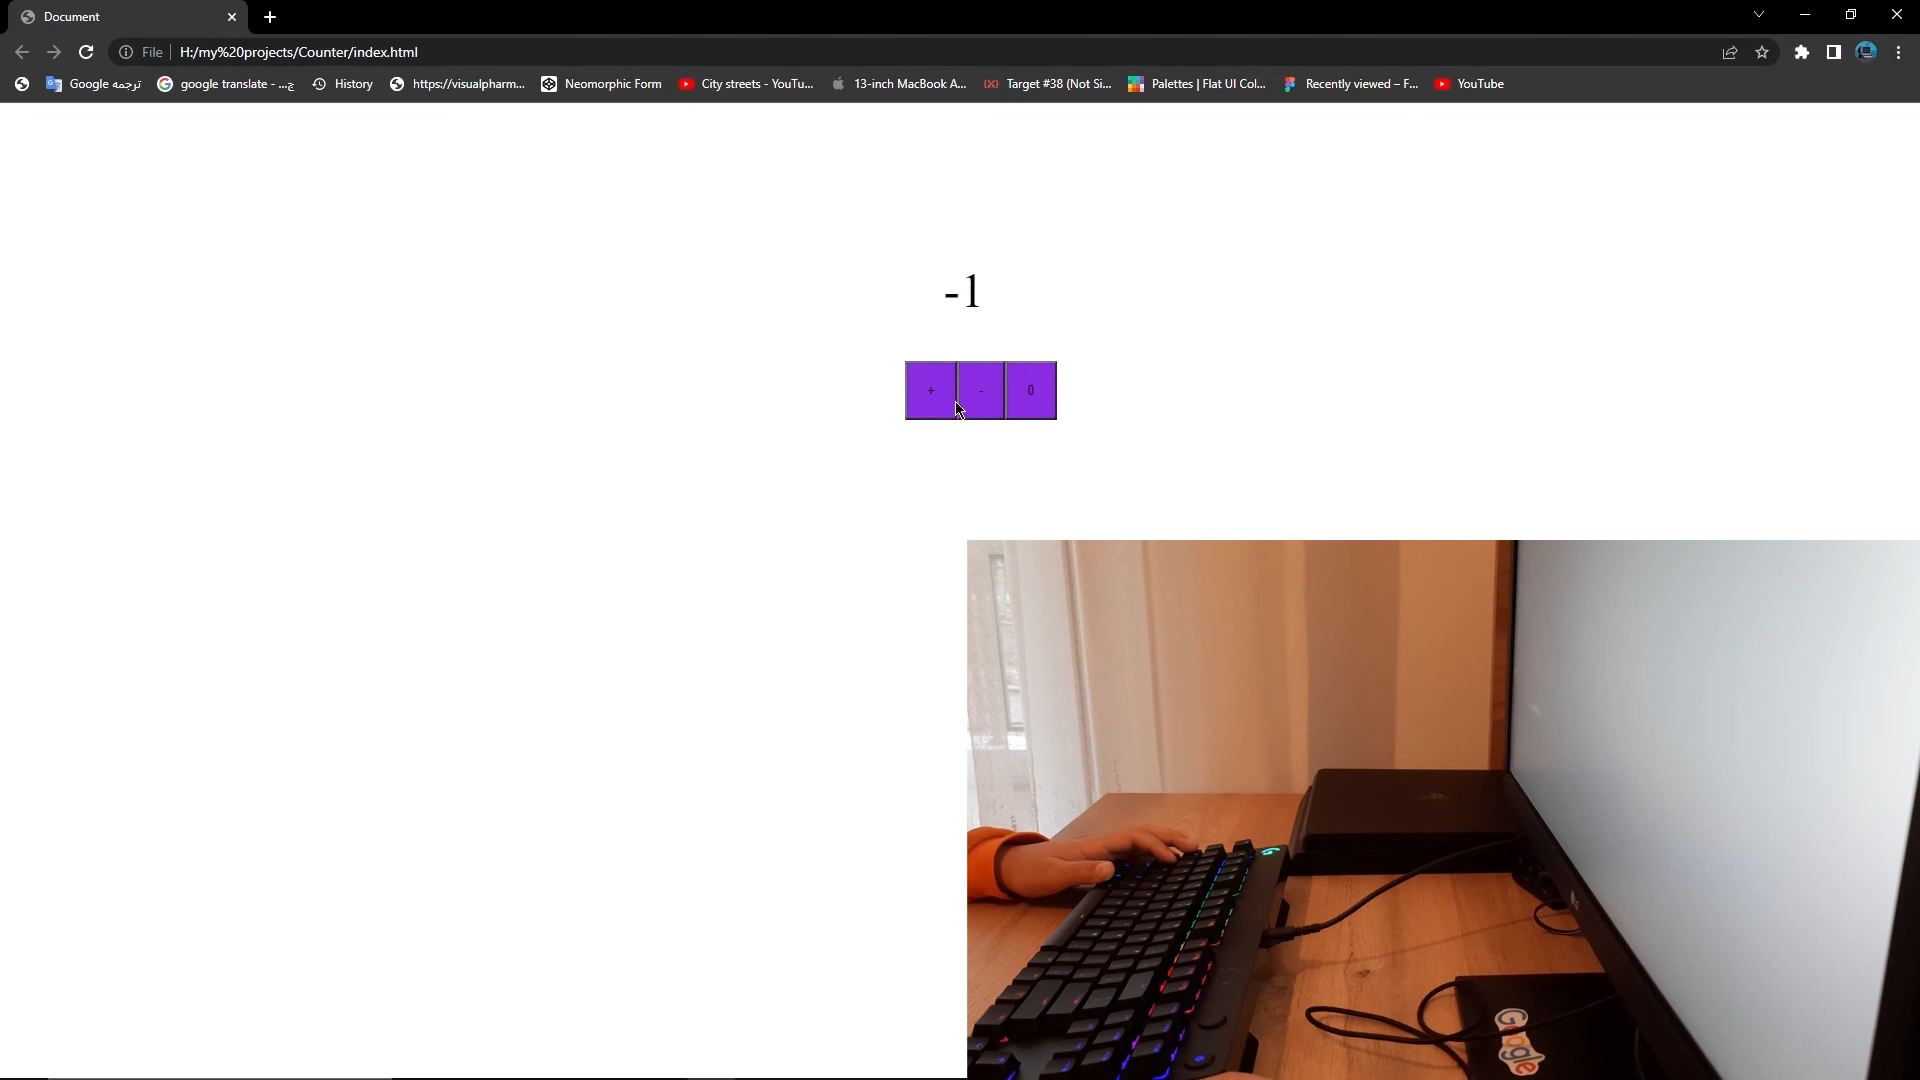 Document
File
H:/my%20projects/Counter/index.html
Google ترجمه
google translate - ...ج
History
https://visualpharm...
Neomorphic Form
City streets - YouTu...
13-inch MacBook A...
Target #38 (Not Si...
Palettes | Flat UI Col...
Recently viewed – F...
YouTube
-1
+
-
0
Google